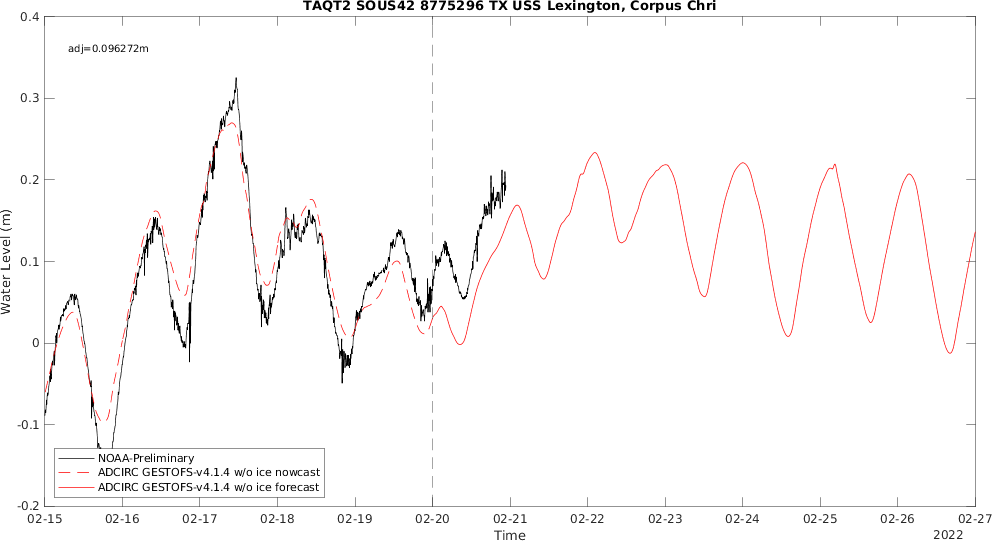 TAQT2 SOUS42 8775296 TX USS Lexington, Corpus Chri
0.4
adj=0.096272m
0.3
0.2
0.1
0
-0.1
-0.2
Water Level (m)
NOAA-Preliminary
ADCIRC GESTOFS-v4.1.4 w/o ice nowcast
ADCIRC GESTOFS-v4.1.4 w/o ice forecast
02-15 02-16 02-17 02-18 02-19 02-20 02-21 02-22 02-23 02-24 02-25 02-26 02-27
Time
2022